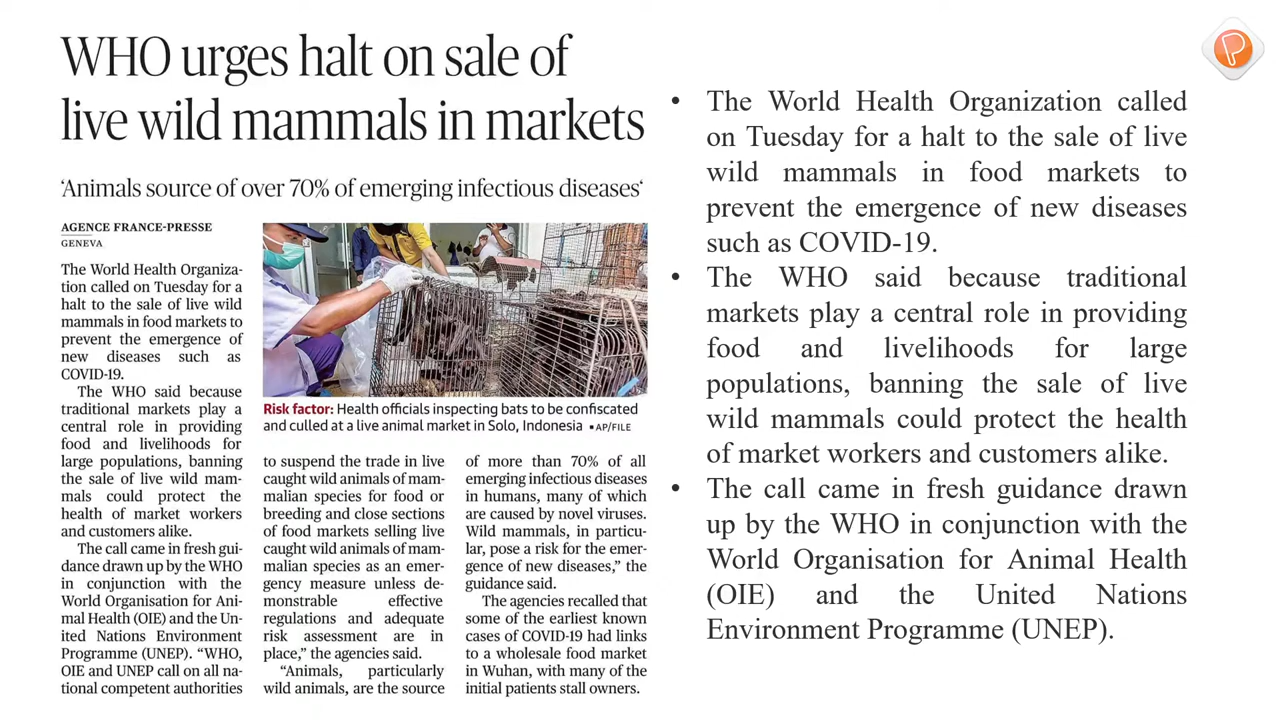 WHO urges halt on sale of
live wild mammals in markets
‘Animals source of over 70% of emerging infectious diseases‘
AGENCE FRANCE-PRESSE
GENEVA
The World Health Organiza-
tion called on Tuesday for a
halt to the sale of live wild
mammals in food markets to
prevent the emergence of
new diseases such as
COVID-19.
The WHO said because
traditional markets play a
central role in providing
food and livelihoods for
large populations, banning
the sale of live wild mam-
mals could protect the
health of market workers
and customers alike.
The call came in fresh gui-
dance drawn up by the WHO
in conjunction with the
World Organisation for Ani-
mal Health (OIE) and the Un-
ited Nations Environment
Programme (UNEP). “WHO,
OIE and UNEP call on all na-
tional competent authorities
Risk factor: Health officials inspecting bats to be confiscated
and culled at a live animal market in Solo, Indonesia ▪AP/FILE
to suspend the trade in live
caught wild animals of mam-
malian species for food or
breeding and close sections
of food markets selling live
caught wild animals of mam-
malian species as an emer-
gency measure unless de-
monstrable effective
regulations and adequate
risk assessment are in
place,” the agencies said.
“Animals, particularly
wild animals, are the source
of more than 70% of all
emerging infectious diseases
in humans, many of which
are caused by novel viruses.
Wild mammals, in particu-
lar, pose a risk for the emer-
gence of new diseases,” the
guidance said.
The agencies recalled that
some of the earliest known
cases of COVID-19 had links
to a wholesale food market
in Wuhan, with many of the
initial patients stall owners.
P
• The World Health Organization called
on Tuesday for a halt to the sale of live
wild mammals in food markets to
prevent the emergence of new diseases
such as COVID-19.
• The WHO said because traditional
markets play a central role in providing
food and livelihoods for large
populations, banning the sale of live
wild mammals could protect the health
of market workers and customers alike.
• The call came in fresh guidance drawn
up by the WHO in conjunction with the
World Organisation for Animal Health
(OIE) and the United Nations
Environment Programme (UNEP).